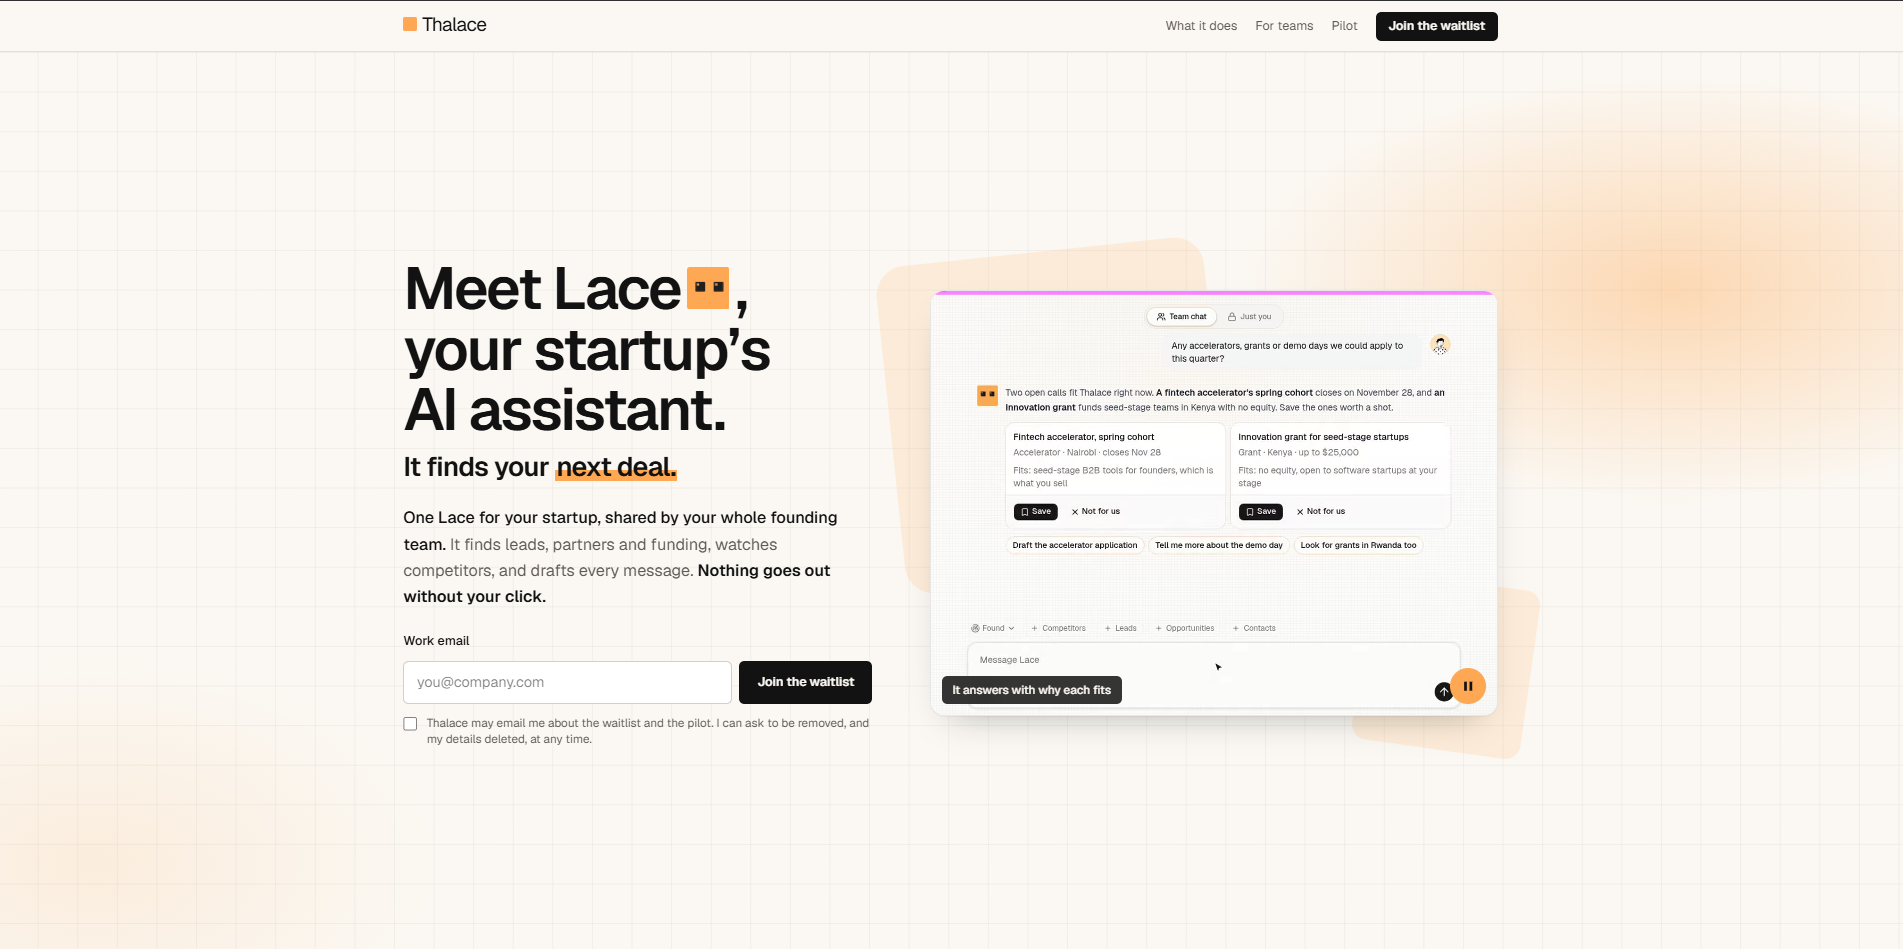 Thalace
What it does
For teams
Pilot
Join the waitlist
Meet Lace,
your startup's
AI assistant.
It finds your next deal.
One Lace for your startup, shared by your whole founding
team. It finds leads, partners and funding, watches
competitors, and drafts every message. Nothing goes out
without your click.
Work email
you@company.com
Join the waitlist
Thalace may email me about the waitlist and the pilot. I can ask to be removed, and
my details deleted, at any time.
Team chat
Just you
Any accelerators, grants or demo days we could apply to
this quarter?
Two open calls fit Thalace right now. A fintech accelerator's spring cohort closes on November 28, and an
innovation grant funds seed-stage teams in Kenya with no equity. Save the ones worth a shot.
Fintech accelerator, spring cohort
Accelerator · Nairobi · closes Nov 28
Fits: seed-stage B2B tools for founders, which is
what you sell
Save
Not for us
Innovation grant for seed-stage startups
Grant · Kenya · up to $25,000
Fits: no equity, open to software startups at your
stage
Save
Not for us
Draft the accelerator application
Tell me more about the demo day
Look for grants in Rwanda too
Found
+ Competitors
+ Leads
+ Opportunities
+ Contacts
Message Lace
It answers with why each fits